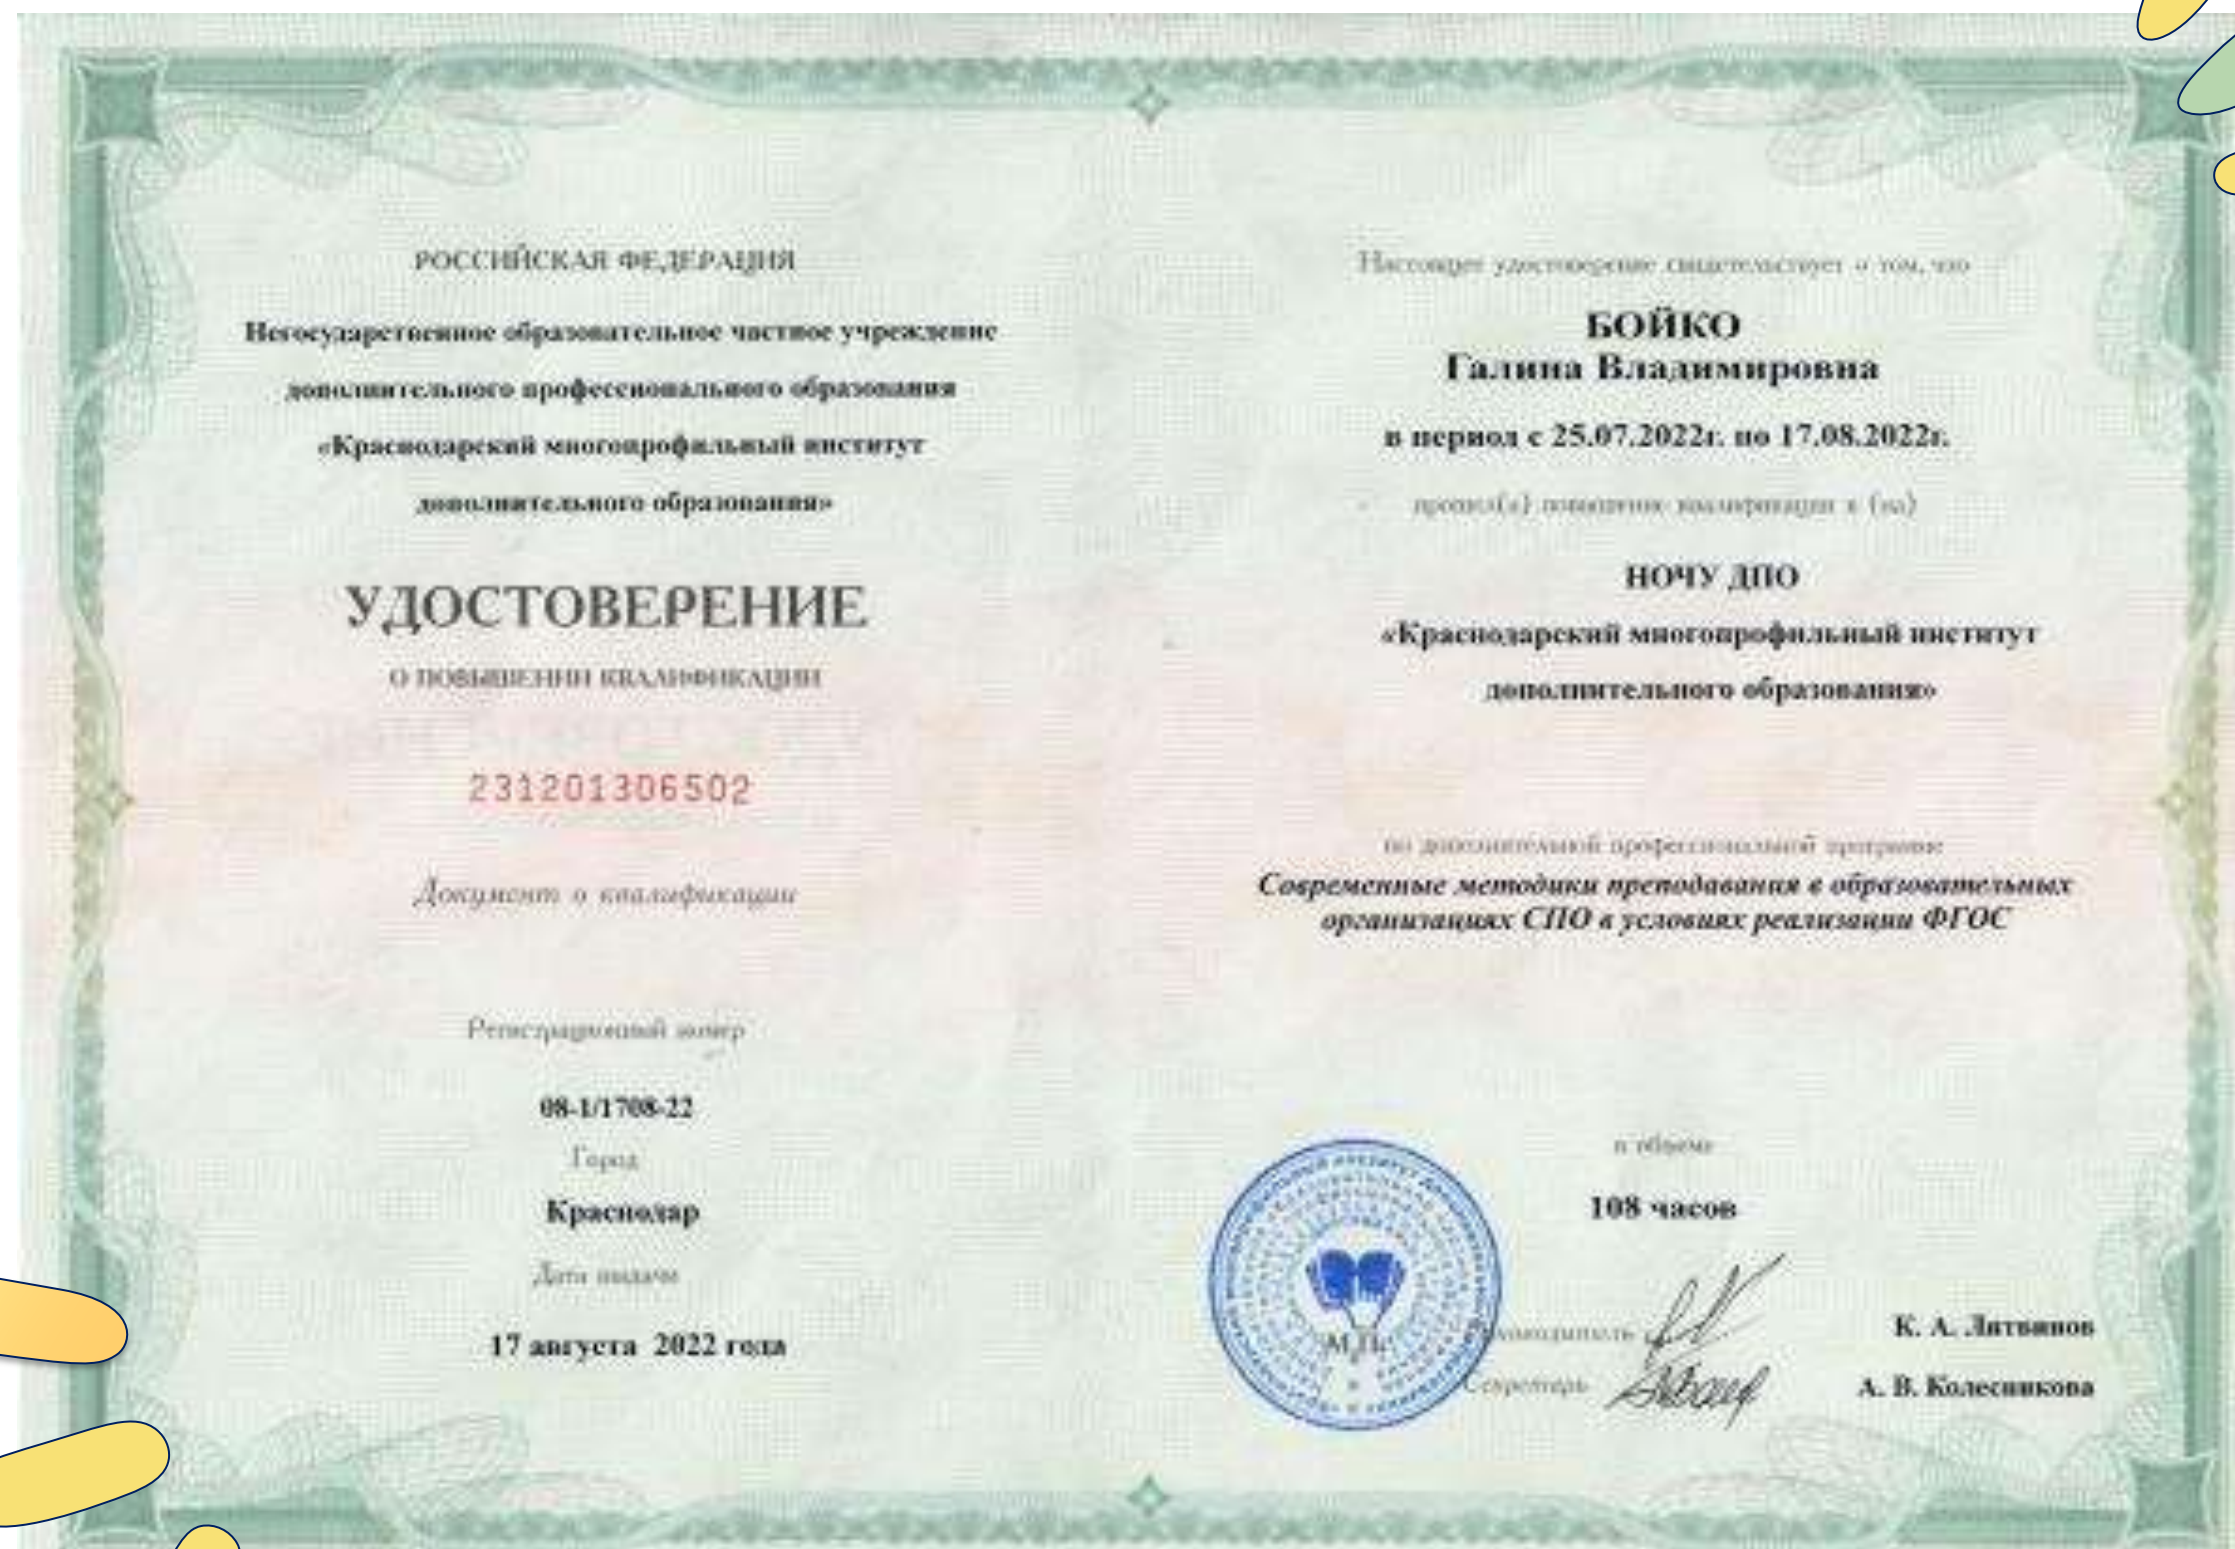 РОССИЙСКАЯ ФЕДЕРАЦИЯ
Негосударственное образовательное частное учреждение
дополнительного профессионального образования
«Краснодарский многопрофильный институт
дополнительного образования»
УДОСТОВЕРЕНИЕ
О ПОВЫШЕНИИ КВАЛИФИКАЦИИ
231201306502
Документ о квалификации
Регистрационный номер
08-1/1708-22
Город
Краснодар
Дата выдачи
17 августа 2022 года
Настоящее удостоверение свидетельствует о том, что
БОЙКО
Галина Владимировна
в период с 25.07.2022г. по 17.08.2022г.
прошел(а) повышение квалификации в (на)
НОЧУ ДПО
«Краснодарский многопрофильный институт
дополнительного образования»
по дополнительной профессиональной программе
Современные методики преподавания в образовательных
организациях СПО в условиях реализации ФГОС
в объеме
108 часов
М.П.
Руководитель
К. А. Литвинов
Секретарь
А. В. Колесникова